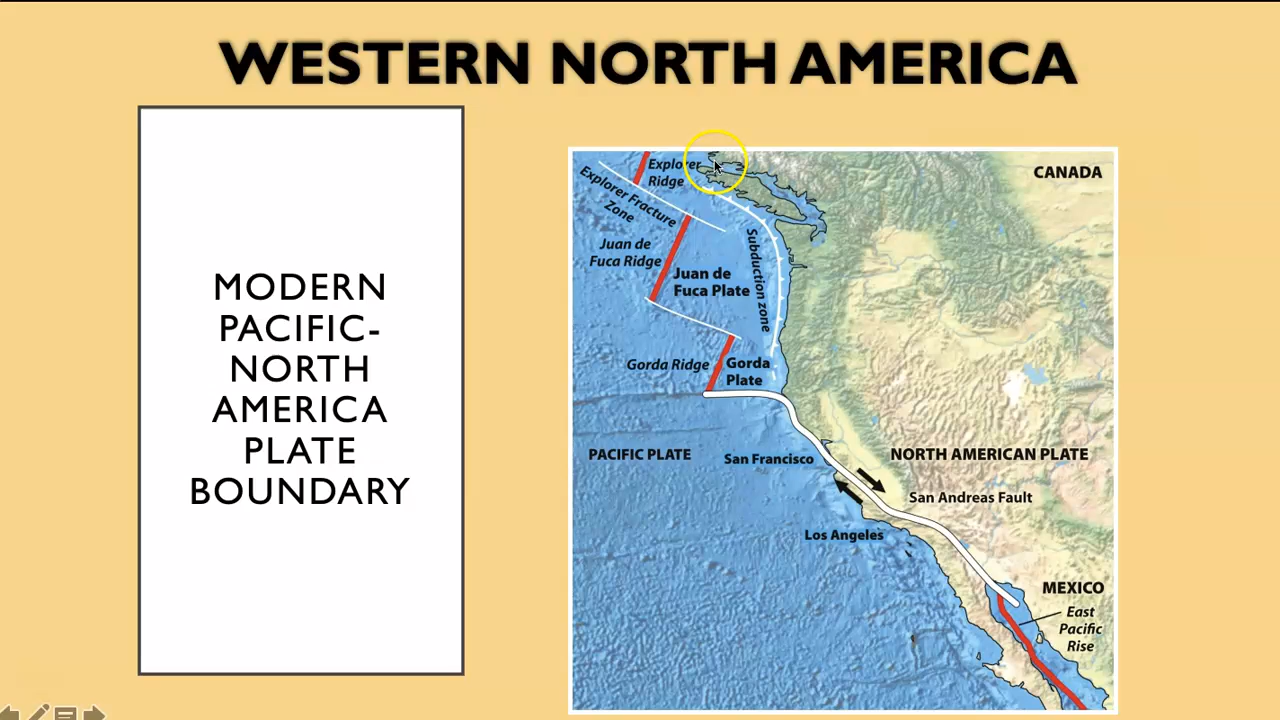 WESTERN NORTH AMERICA
MODERN
PACIFIC-
NORTH
AMERICA
PLATE
BOUNDARY
Explorer
Ridge
CANADA
Explorer Fracture
Zone
Juan de
Fuca Ridge
Juan de
Fuca Plate
Subduction zone
Gorda Ridge
Gorda
Plate
PACIFIC PLATE
San Francisco
NORTH AMERICAN PLATE
San Andreas Fault
Los Angeles
MEXICO
East
Pacific
Rise